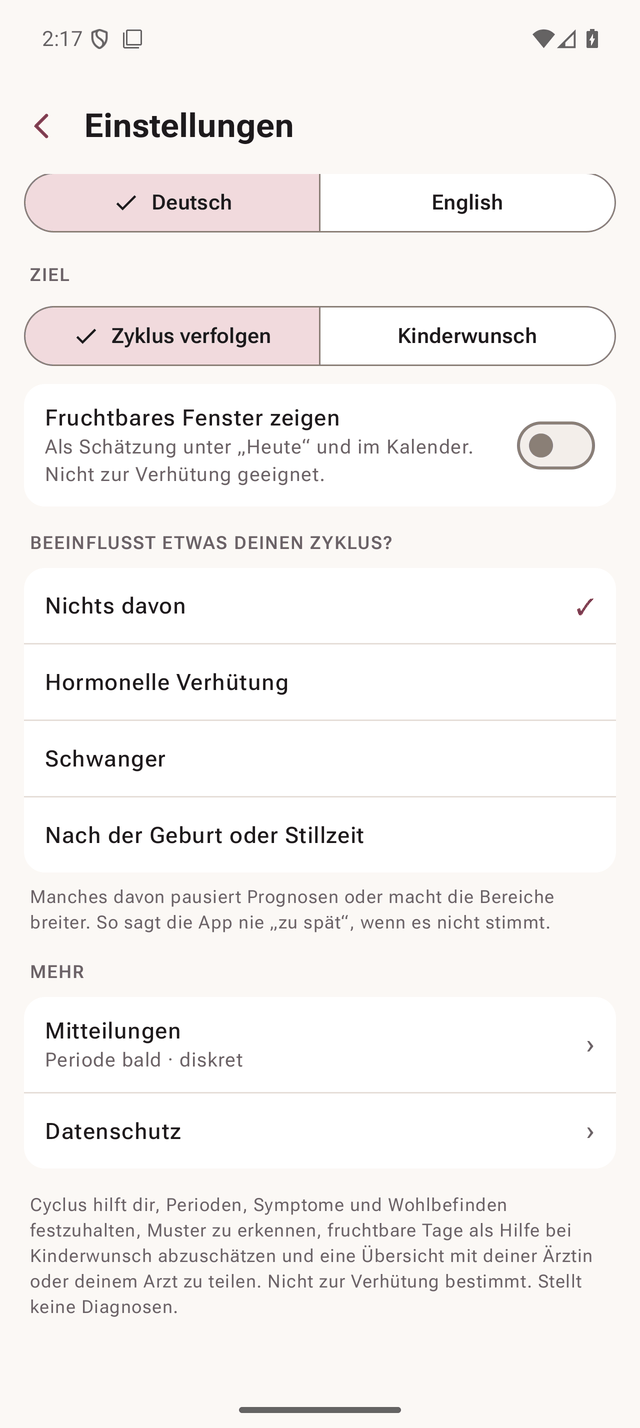 2:17
Einstellungen
Deutsch
English
ZIEL
Zyklus verfolgen
Kinderwunsch
Fruchtbares Fenster zeigen
Als Schätzung unter „Heute“ und im Kalender.
Nicht zur Verhütung geeignet.
BEEINFLUSST ETWAS DEINEN ZYKLUS?
Nichts davon
Hormonelle Verhütung
Schwanger
Nach der Geburt oder Stillzeit
Manches davon pausiert Prognosen oder macht die Bereiche
breiter. So sagt die App nie „zu spät“, wenn es nicht stimmt.
MEHR
Mitteilungen
Periode bald · diskret
Datenschutz
Cyclus hilft dir, Perioden, Symptome und Wohlbefinden
festzuhalten, Muster zu erkennen, fruchtbare Tage als Hilfe bei
Kinderwunsch abzuschätzen und eine Übersicht mit deiner Ärztin
oder deinem Arzt zu teilen. Nicht zur Verhütung bestimmt. Stellt
keine Diagnosen.